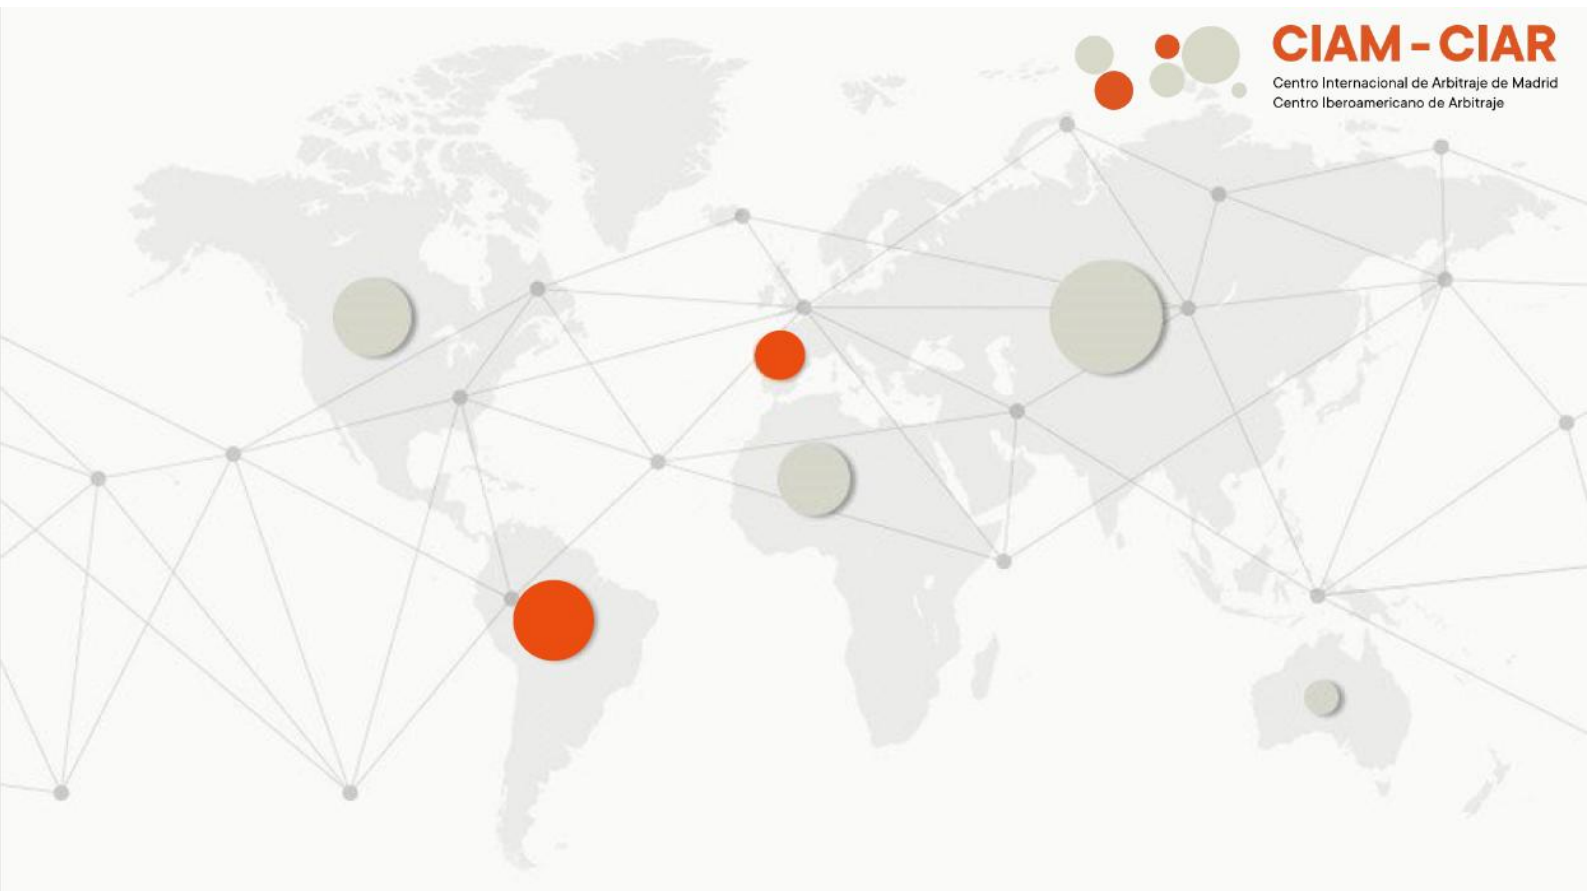 CIAM - CIAR
Centro Internacional de Arbitraje de Madrid
Centro Iberoamericano de Arbitraje